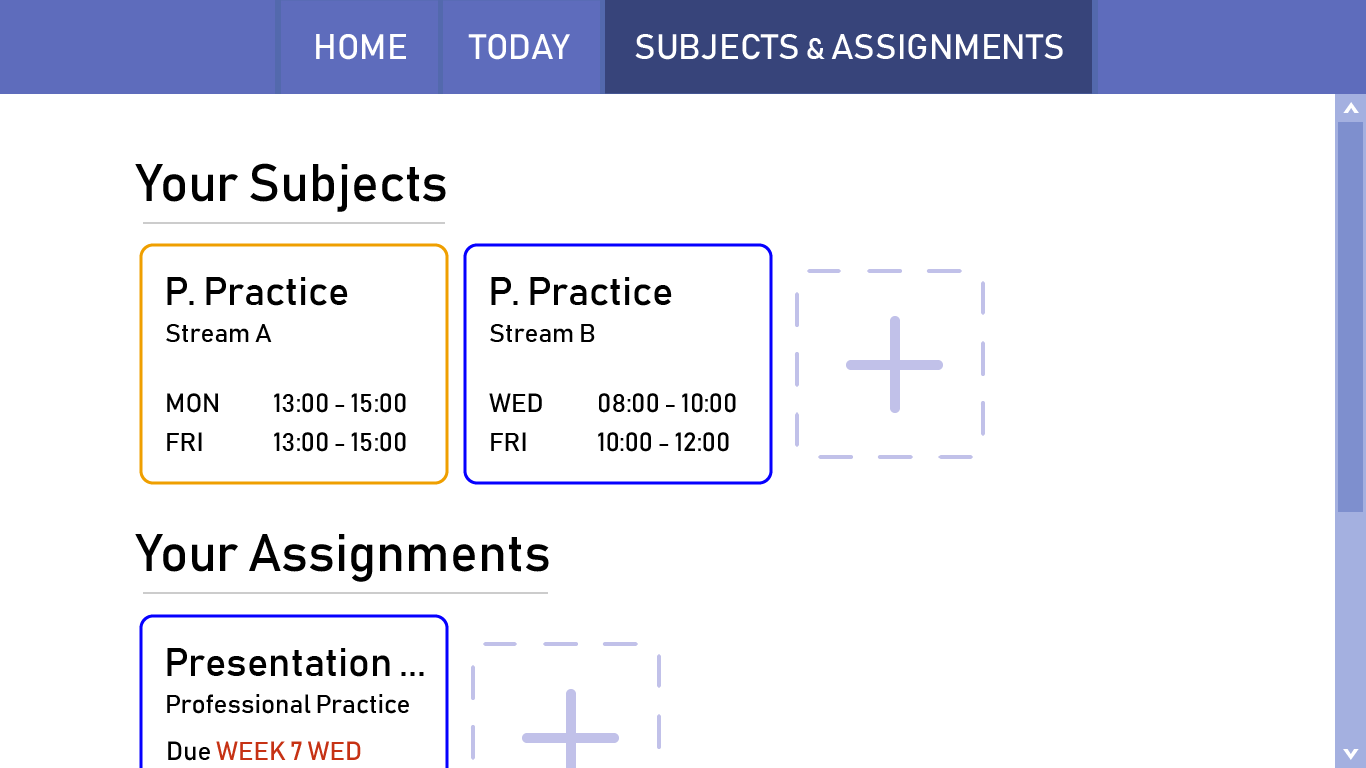 HOME TODAY SUBJECTS & ASSIGNMENTS
Your Subjects
P. Practice
Stream A
MON 13:00 - 15:00
FRI 13:00 - 15:00
P. Practice
Stream B
WED 08:00 - 10:00
FRI 10:00 - 12:00
Your Assignments
Presentation ...
Professional Practice
Due WEEK 7 WED